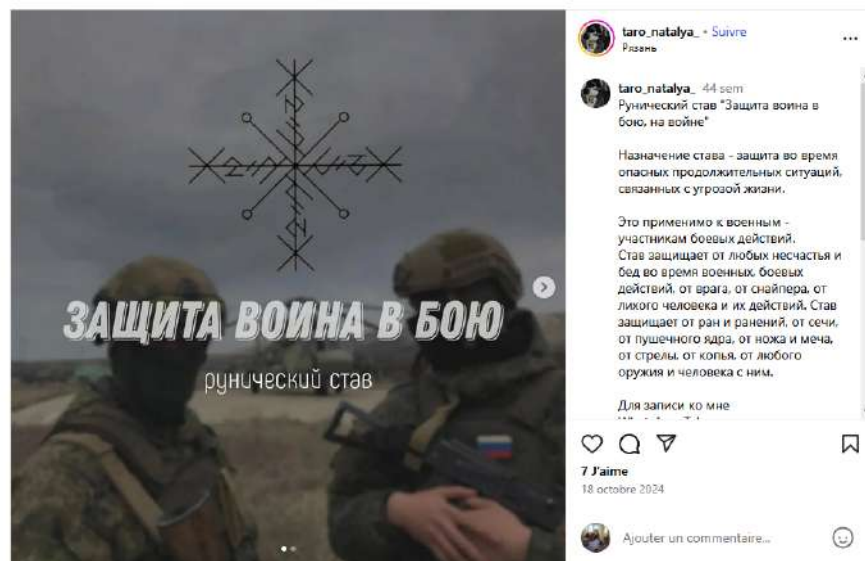 ЗАЩИТА ВОИНА В БОЮ
рунический став
taro_natalya_ • Suivre
Рязань
taro_natalya_ 44 sem
Рунический став "Защита воина в
бою, на войне"
Назначение става - защита во время
опасных продолжительных ситуаций,
связанных с угрозой жизни.
Это применимо к военным -
участникам боевых действий.
Став защищает от любых несчастья и
бед во время военных, боевых
действий, от врага, от снайпера, от
лихого человека и их действий. Став
защищает от ран и ранений, от сечи,
от пушечного ядра, от ножа и меча,
от стрелы, от копья, от любого
оружия и человека с ним.
Для записи ко мне
7 J'aime
18 octobre 2024
Ajouter un commentaire...